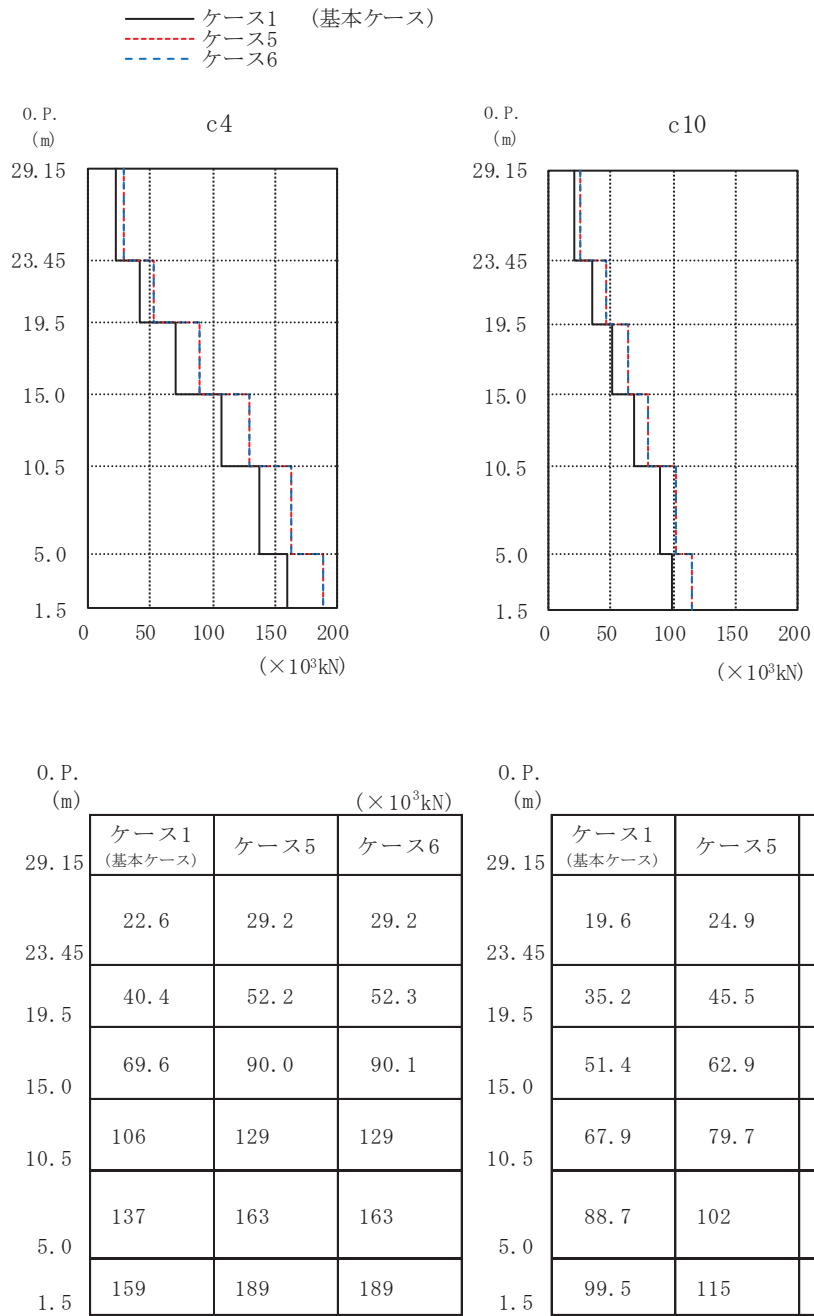 ケース1 （基本ケース）
ケース5
ケース6
O.P.
(m)
c4
29.15
23.45
19.5
15.0
10.5
5.0
1.5
0 50 100 150 200
(×10³kN)
O.P.
(m)
c10
29.15
23.45
19.5
15.0
10.5
5.0
1.5
0 50 100 150 200
(×10³kN)
O.P.
(m)
(×10³kN)
ケース1 ケース5 ケース6
(基本ケース)
29.15
22.6 29.2 29.2
23.45
40.4 52.2 52.3
19.5
69.6 90.0 90.1
15.0
106 129 129
10.5
137 163 163
5.0
159 189 189
1.5
O.P.
(m)
ケース1 ケース5
(基本ケース)
29.15
19.6 24.9
23.45
35.2 45.5
19.5
51.4 62.9
15.0
67.9 79.7
10.5
88.7 102
5.0
99.5 115
1.5